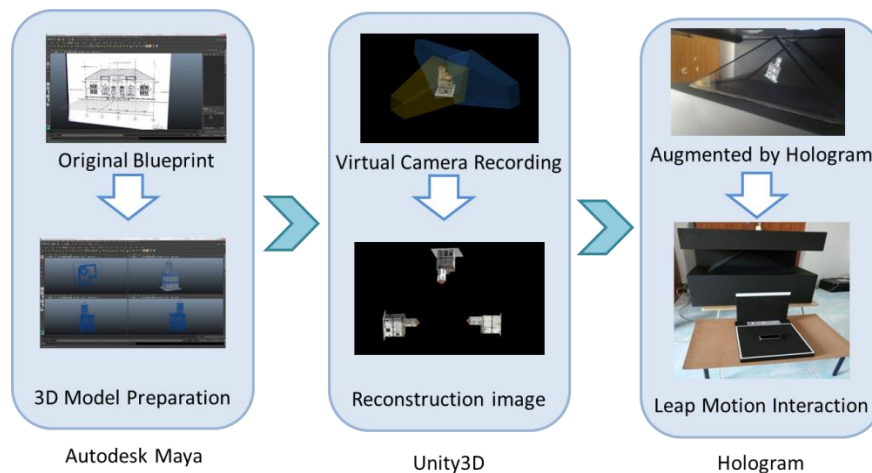 Original Blueprint
3D Model Preparation
Autodesk Maya
Virtual Camera Recording
Reconstruction image
Unity3D
Augmented by Hologram
Leap Motion Interaction
Hologram